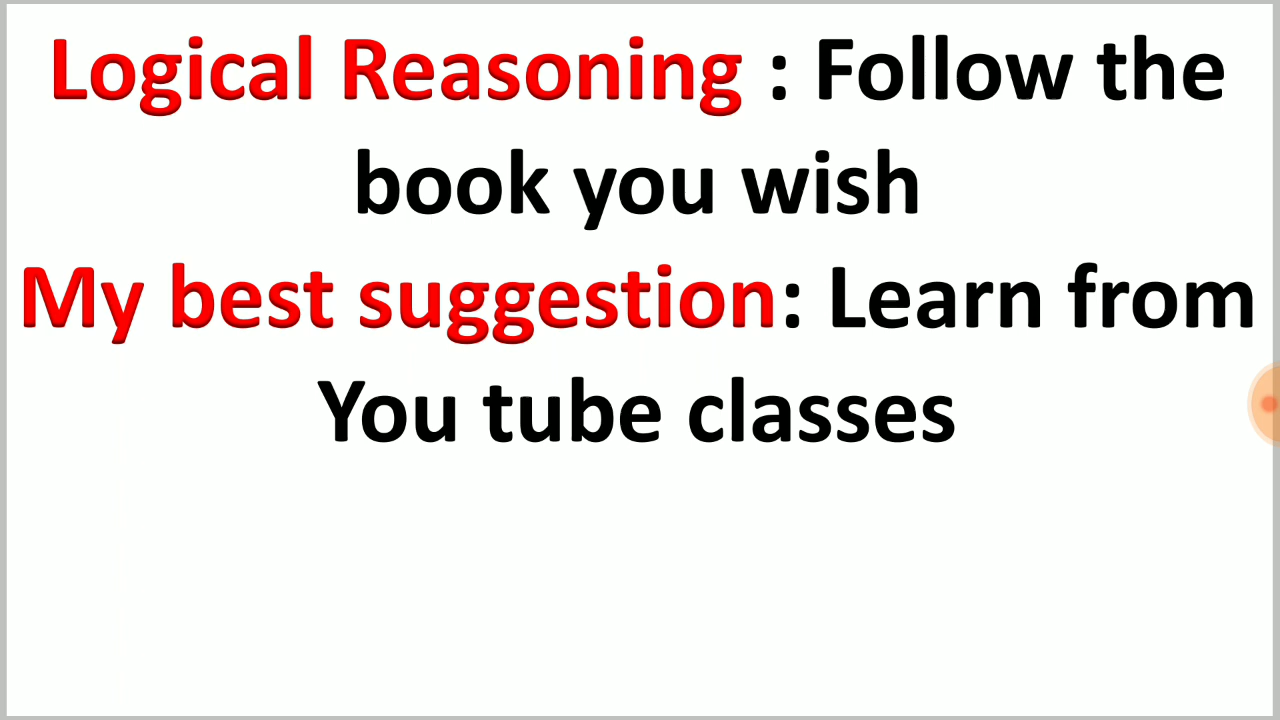 Logical Reasoning : Follow the
book you wish
My best suggestion: Learn from
You tube classes